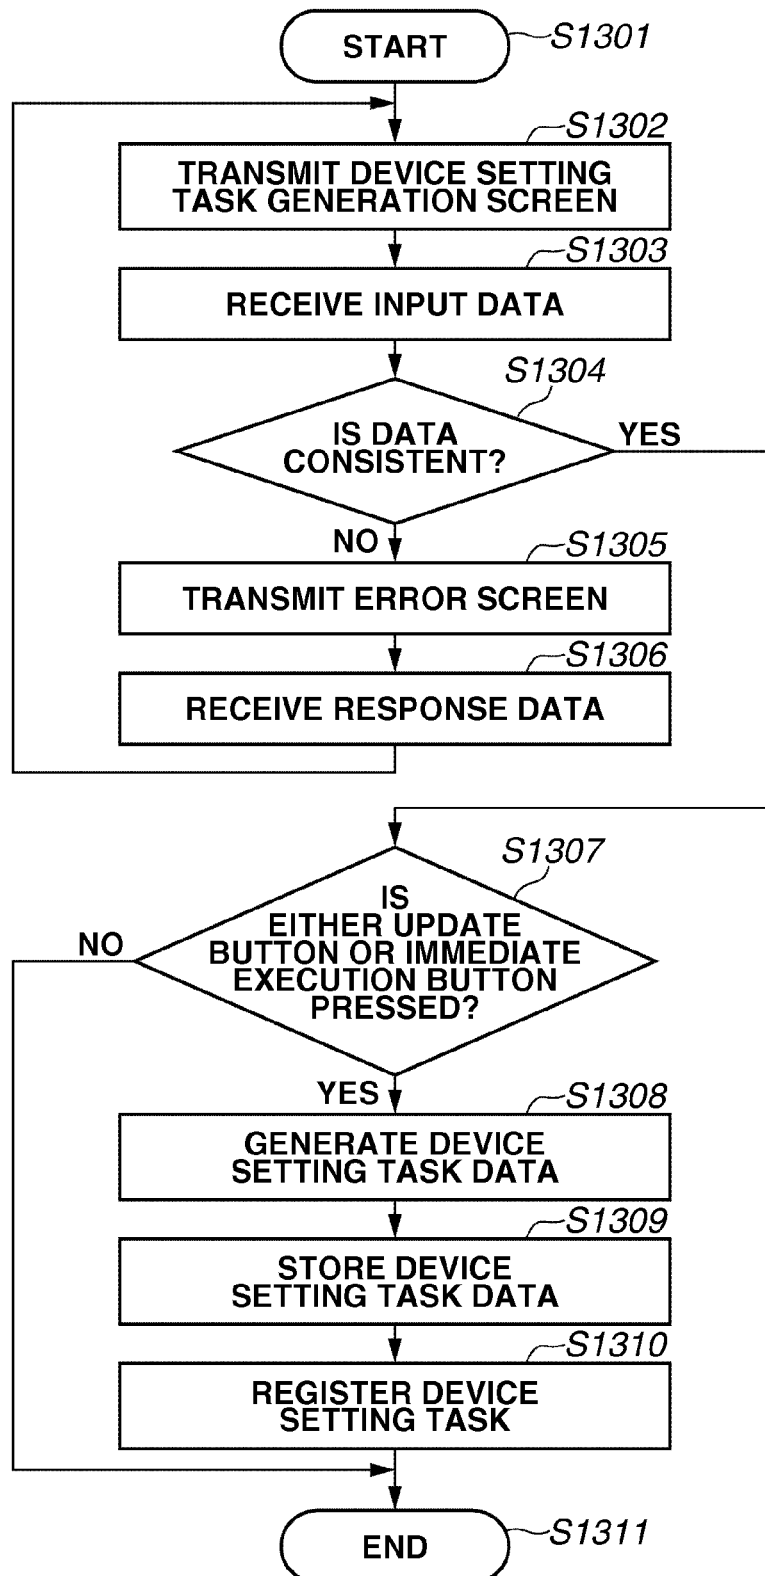 START
S1301
S1302
TRANSMIT DEVICE SETTING
TASK GENERATION SCREEN
S1303
RECEIVE INPUT DATA
S1304
IS DATA
CONSISTENT?
YES
NO
S1305
TRANSMIT ERROR SCREEN
S1306
RECEIVE RESPONSE DATA
S1307
IS
EITHER UPDATE
BUTTON OR IMMEDIATE
EXECUTION BUTTON
PRESSED?
NO
YES
S1308
GENERATE DEVICE
SETTING TASK DATA
S1309
STORE DEVICE
SETTING TASK DATA
S1310
REGISTER DEVICE
SETTING TASK
END
S1311